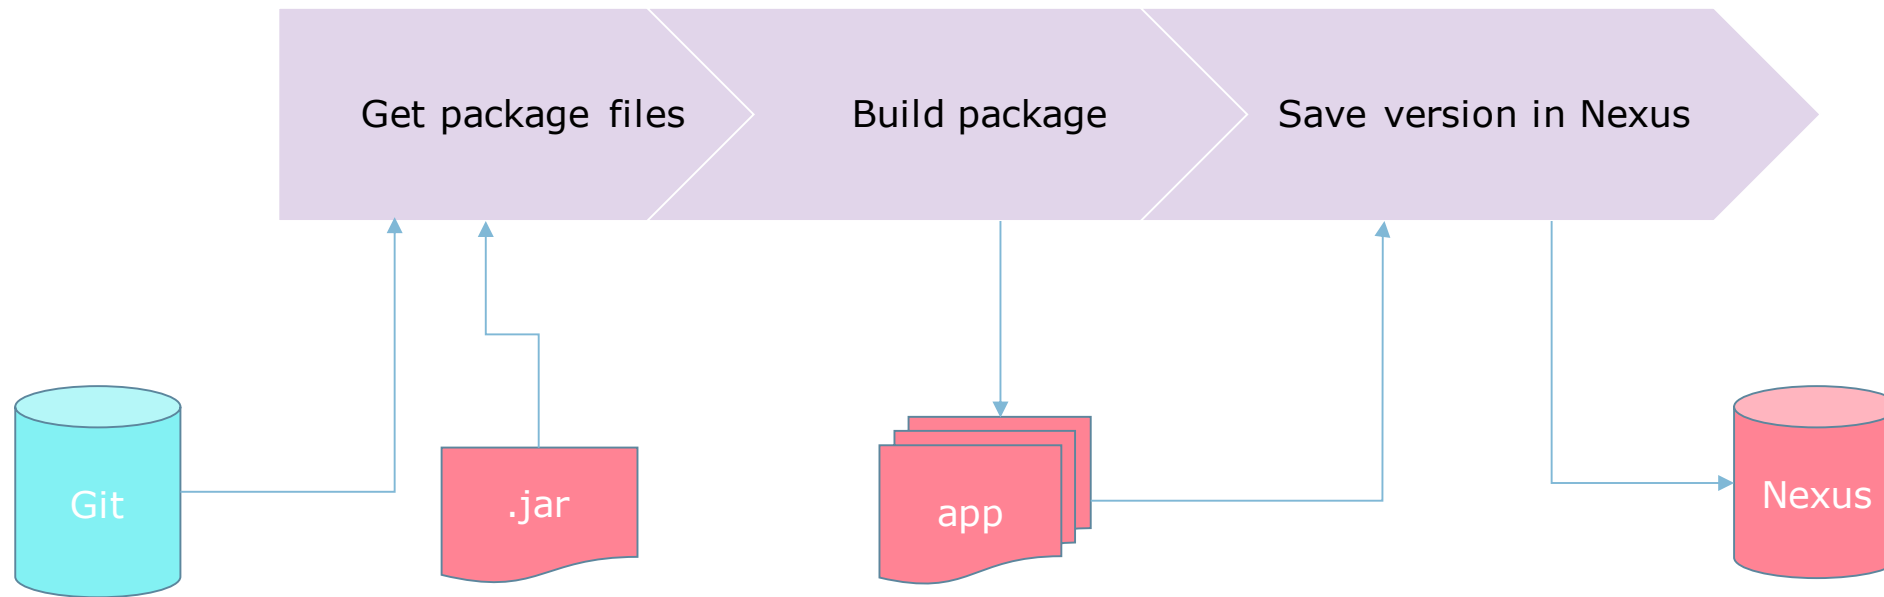 Get package files
Build package
Save version in Nexus
Git
.jar
app
Nexus